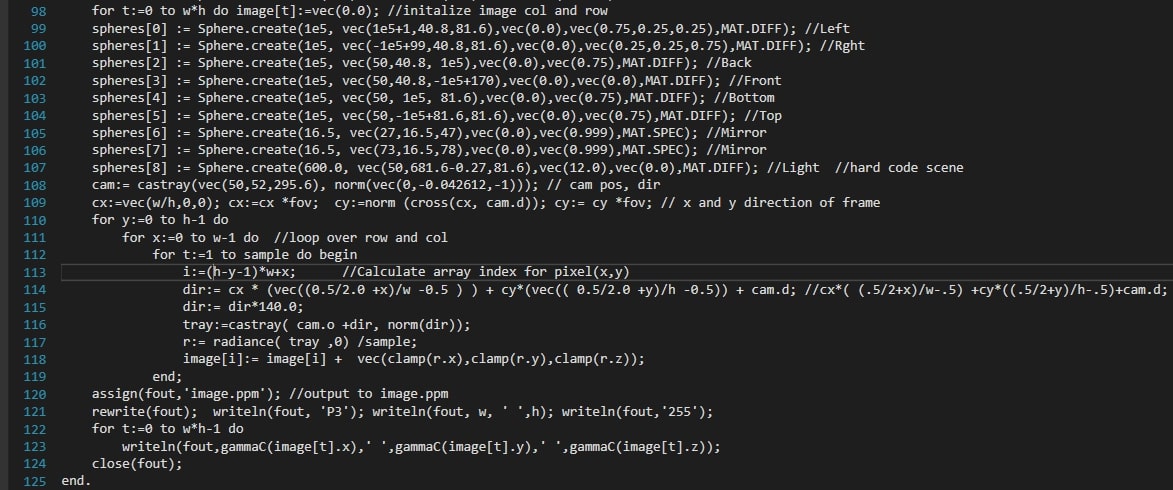 98 for t:=0 to w*h do image[t]:=vec(0.0); //initalize image col and row
99 spheres[0] := Sphere.create(1e5, vec(1e5+1,40.8,81.6),vec(0.0),vec(0.75,0.25,0.25),MAT.DIFF); //Left
100 spheres[1] := Sphere.create(1e5, vec(-1e5+99,40.8,81.6),vec(0.0),vec(0.25,0.25,0.75),MAT.DIFF); //Rght
101 spheres[2] := Sphere.create(1e5, vec(50,40.8, 1e5),vec(0.0),vec(0.75),MAT.DIFF); //Back
102 spheres[3] := Sphere.create(1e5, vec(50,40.8,-1e5+170),vec(0.0),vec(0.0),MAT.DIFF); //Front
103 spheres[4] := Sphere.create(1e5, vec(50, 1e5, 81.6),vec(0.0),vec(0.75),MAT.DIFF); //Bottom
104 spheres[5] := Sphere.create(1e5, vec(50,-1e5+81.6,81.6),vec(0.0),vec(0.75),MAT.DIFF); //Top
105 spheres[6] := Sphere.create(16.5, vec(27,16.5,47),vec(0.0),vec(0.999),MAT.SPEC); //Mirror
106 spheres[7] := Sphere.create(16.5, vec(73,16.5,78),vec(0.0),vec(0.999),MAT.SPEC); //Mirror
107 spheres[8] := Sphere.create(600.0, vec(50,681.6-0.27,81.6),vec(12.0),vec(0.0),MAT.DIFF); //Light  //hard code scene
108 cam:= castray(vec(50,52,295.6), norm(vec(0,-0.042612,-1))); // cam pos, dir
109 cx:=vec(w/h,0,0); cx:=cx *fov;  cy:=norm (cross(cx, cam.d)); cy:= cy *fov; // x and y direction of frame
110 for y:=0 to h-1 do
111 for x:=0 to w-1 do  //loop over row and col
112 for t:=1 to sample do begin
113 i:=(h-y-1)*w+x;      //Calculate array index for pixel(x,y)
114 dir:= cx * (vec((0.5/2.0 +x)/w -0.5 ) ) + cy*(vec(( 0.5/2.0 +y)/h -0.5)) + cam.d; //cx*( (.5/2+x)/w-.5) +cy*((.5/2+y)/h-.5)+cam.d;
115 dir:= dir*140.0;
116 tray:=castray( cam.o +dir, norm(dir));
117 r:= radiance( tray ,0) /sample;
118 image[i]:= image[i] +  vec(clamp(r.x),clamp(r.y),clamp(r.z));
119 end;
120 assign(fout,'image.ppm'); //output to image.ppm
121 rewrite(fout);  writeln(fout, 'P3'); writeln(fout, w, ' ',h); writeln(fout,'255');
122 for t:=0 to w*h-1 do
123 writeln(fout,gammaC(image[t].x),' ',gammaC(image[t].y),' ',gammaC(image[t].z));
124 close(fout);
125 end.